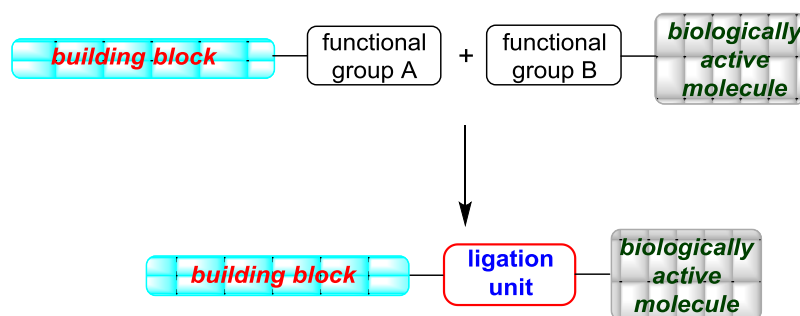 building block
functional
group A
+
functional
group B
biologically
active
molecule
building block
ligation
unit
biologically
active
molecule